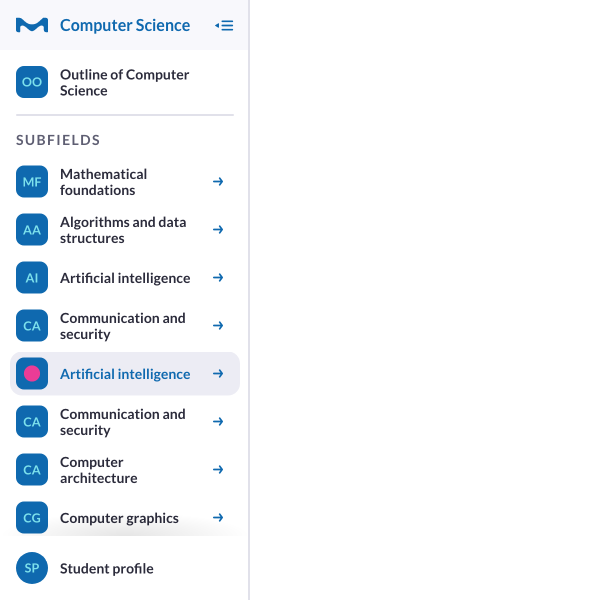 Computer Science
OO
Outline of Computer
Science
SUBFIELDS
MF
Mathematical
foundations
AA
Algorithms and data
structures
AI
Artificial intelligence
CA
Communication and
security
Artificial intelligence
CA
Communication and
security
CA
Computer
architecture
CG
Computer graphics
SP
Student profile